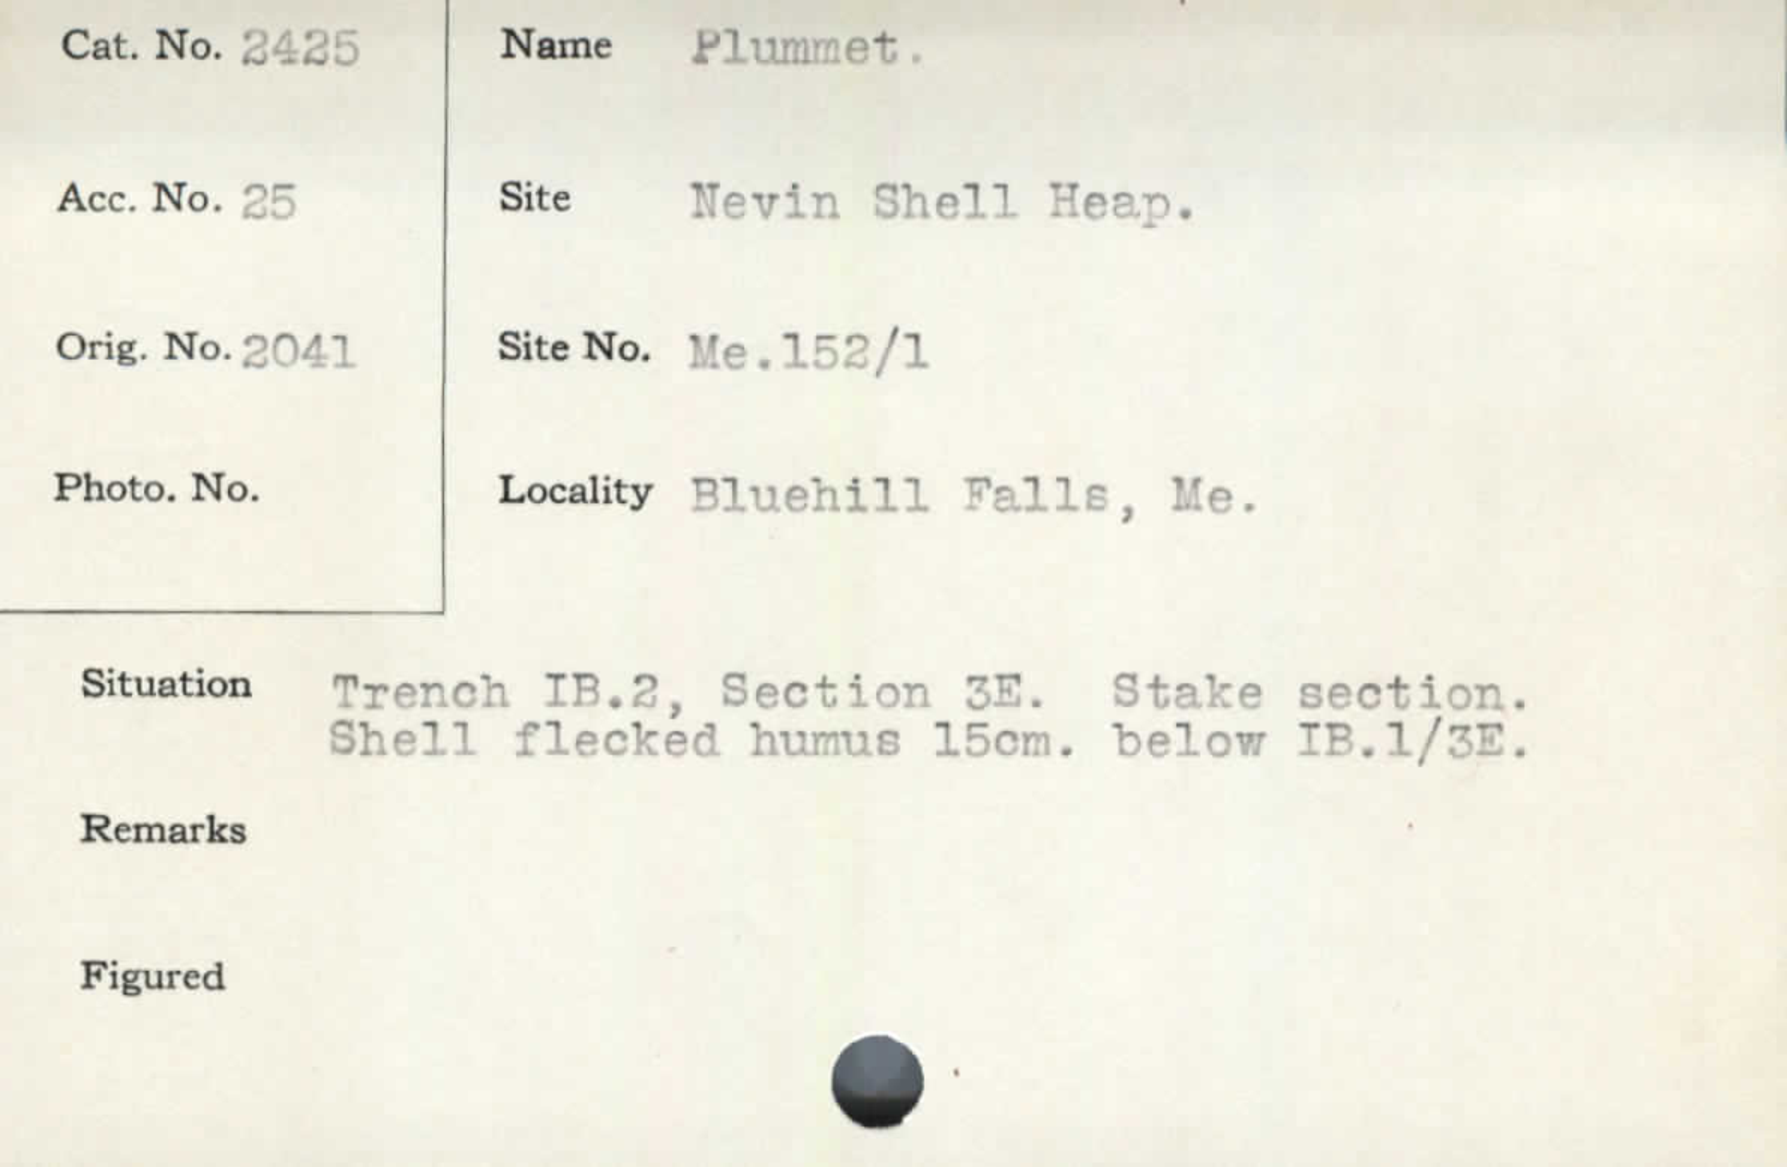 Cat. No. 2425
Name Plummet.
Acc. No. 25
Site Nevin Shell Heap.
Orig. No. 2041
Site No. Me.152/1
Photo. No.
Locality Bluehill Falls, Me.
Situation Trench IB.2, Section 3E. Stake section.
Shell flecked humus 15cm. below IB.1/3E.
Remarks
Figured